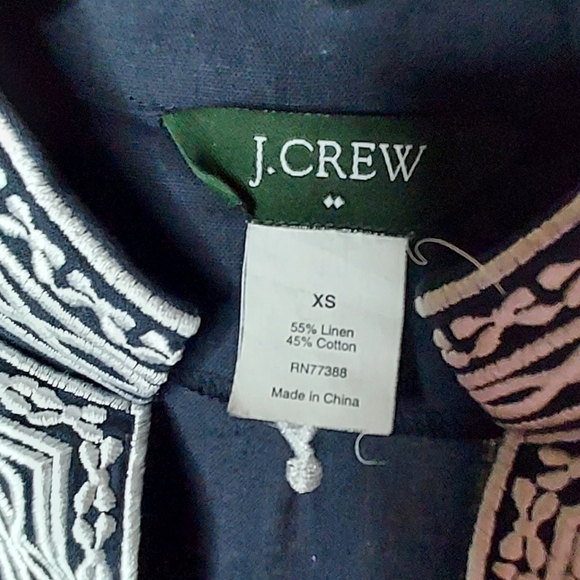 J.CREW
XS
55% Linen
45% Cotton
RN77388
Made in China